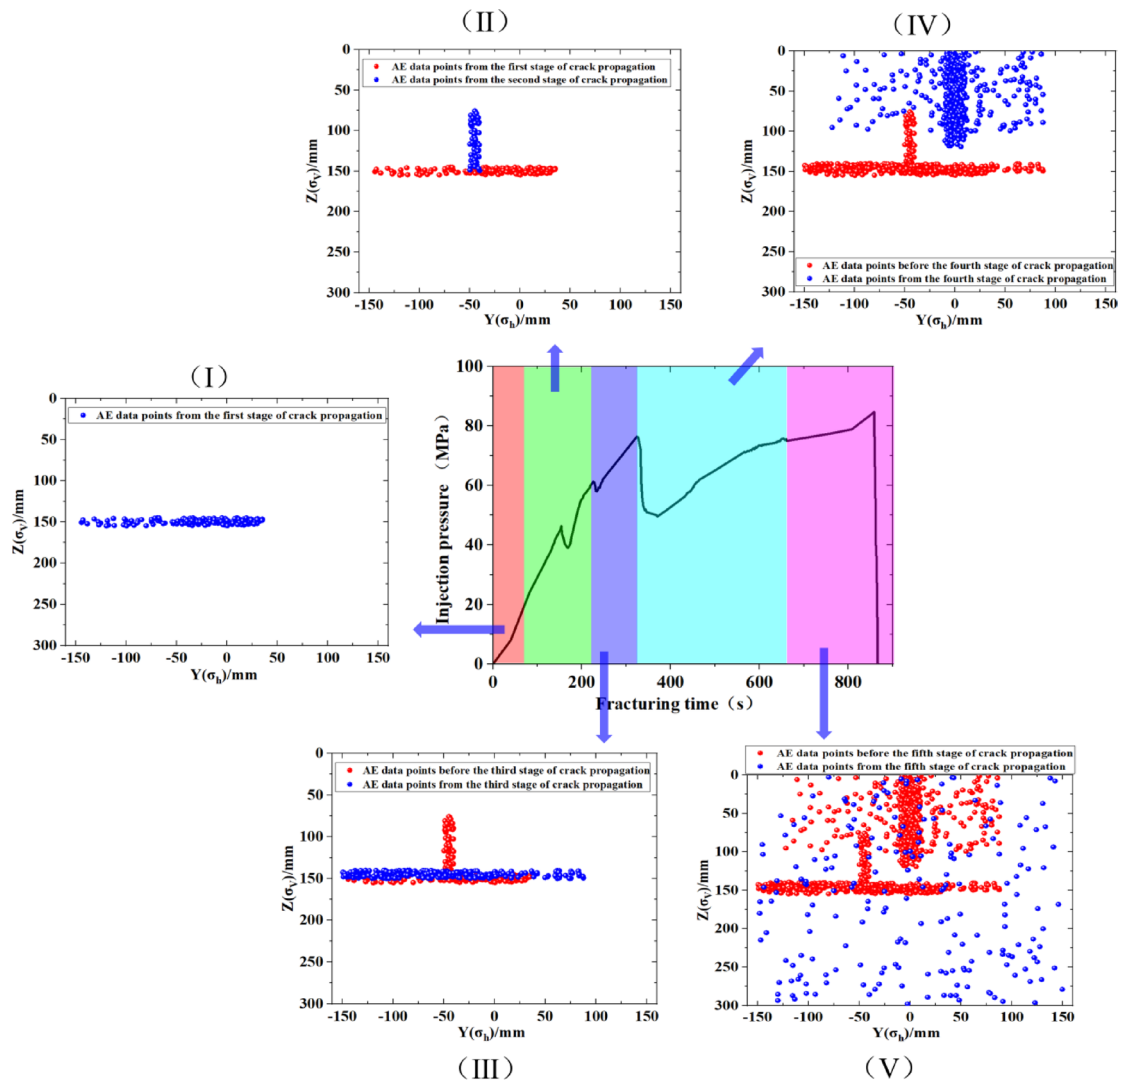 （II）
0
50
100
150
200
250
300
-150 -100 -50 0 50 100 150
Z(σV)/mm
Y(σh)/mm
AE data points from the first stage of crack propagation
AE data points from the second stage of crack propagation
（IV）
0
50
100
150
200
250
300
-150 -100 -50 0 50 100 150
Z(σV)/mm
Y(σh)/mm
AE data points before the fourth stage of crack propagation
AE data points from the fourth stage of crack propagation
（I）
0
50
100
150
200
250
300
-150 -100 -50 0 50 100 150
Z(σV)/mm
Y(σh)/mm
AE data points from the first stage of crack propagation
100
80
60
40
20
0
0 200 400 600 800
Injection pressure（MPa）
Fracturing time（s）
0
50
100
150
200
250
300
-150 -100 -50 0 50 100 150
Z(σV)/mm
Y(σh)/mm
AE data points before the third stage of crack propagation
AE data points from the third stage of crack propagation
（III）
AE data points before the fifth stage of crack propagation
AE data points from the fifth stage of crack propagation
0
50
100
150
200
250
300
-150 -100 -50 0 50 100 150
Z(σV)/mm
Y(σh)/mm
（V）